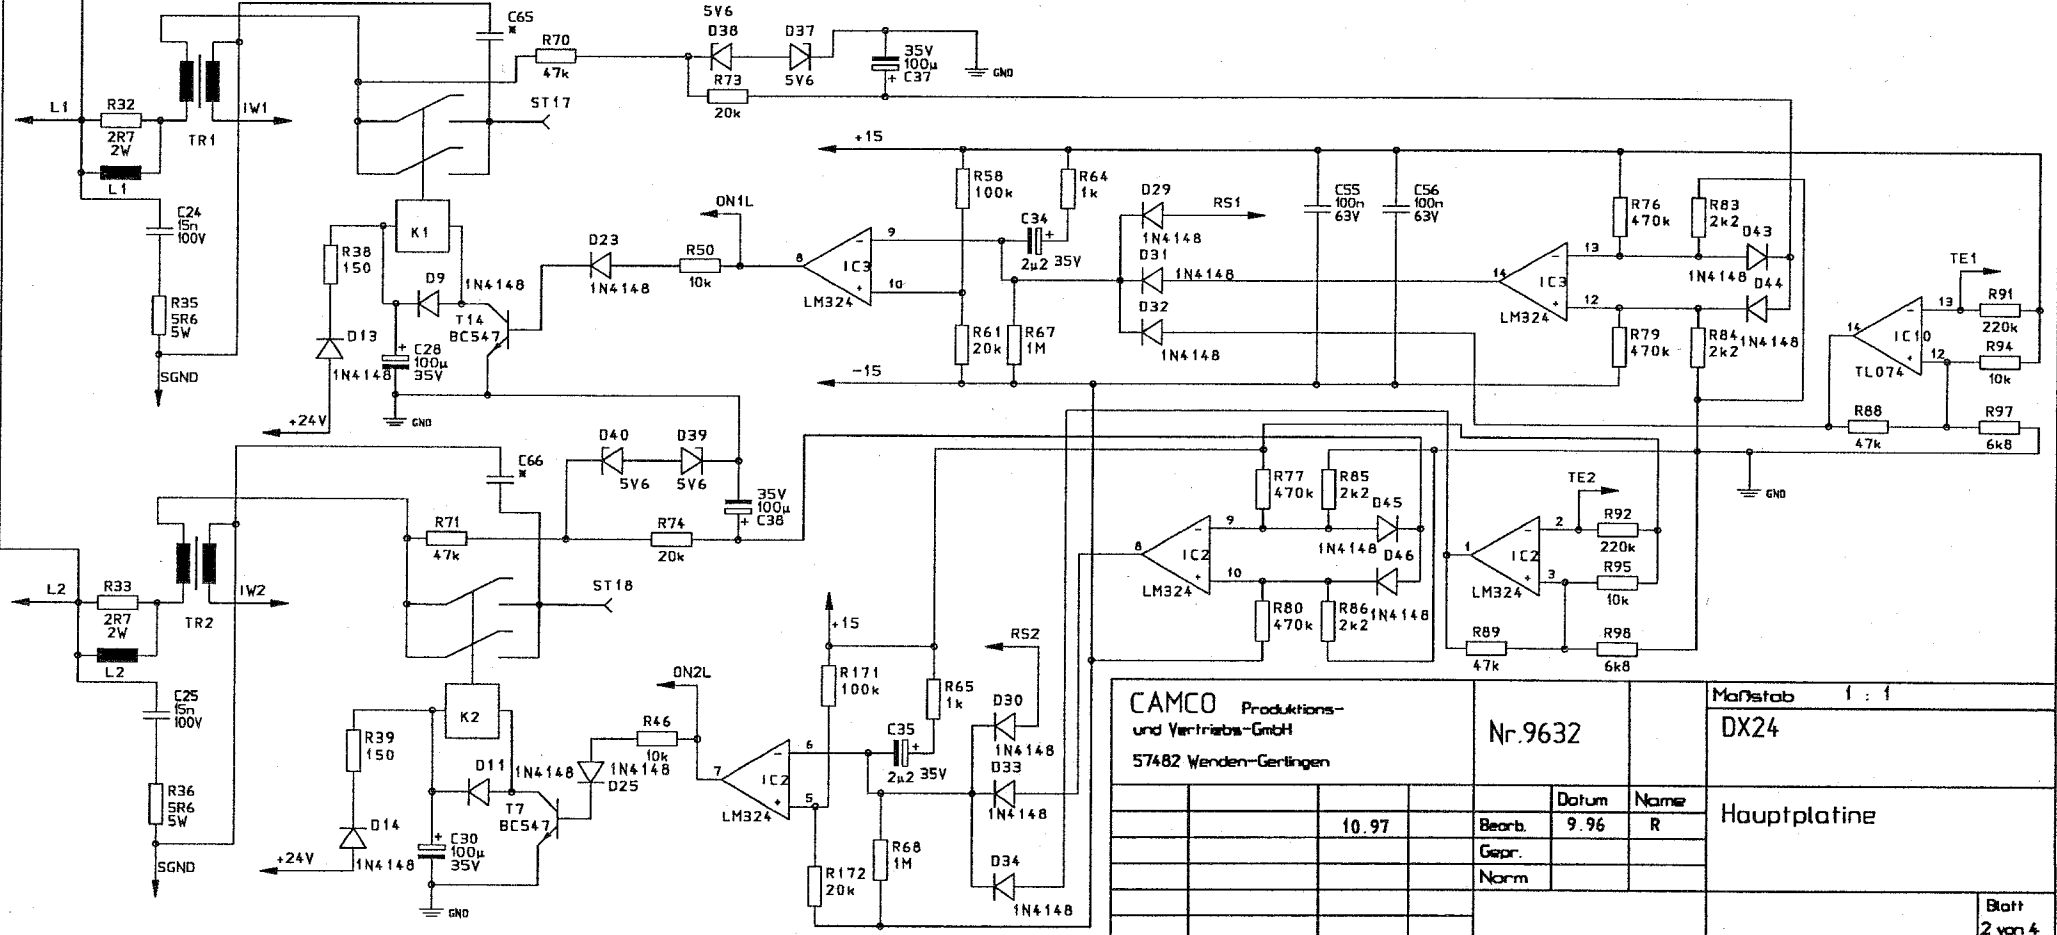 C65
*
R70
47k
5V6
D38
D37
5V6
R73
20k
35V
100µ
+ C37
GND
L1
R32
2R7
2W
L1
TR1
IW1
ST17
C24
15n
100V
R35
5R6
5W
SGND
K1
R38
150
D9
1N4148
D13
1N4148
+24V
T14
BC547
+
C28
100µ
35V
GND
D23
1N4148
R50
10k
ON1L
8
IC3
LM324
9
10
-
+
+15
R58
100k
R64
1k
C34
+
2µ2 35V
R61
20k
R67
1M
-15
D29
1N4148
RS1
D31
1N4148
D32
1N4148
C55
100n
63V
C56
100n
63V
14
IC3
LM324
13
12
-
+
R76
470k
R83
2k2
D43
1N4148
D44
1N4148
R79
470k
R84
2k2
TE1
14
IC10
TL074
13
12
-
+
R91
220k
R94
10k
R88
47k
R97
6k8
GND
C66
*
D40
5V6
D39
5V6
35V
100µ
+ C38
R71
47k
R74
20k
L2
R33
2R7
2W
L2
TR2
IW2
ST18
C25
15n
100V
R36
5R6
5W
SGND
K2
R39
150
D11
1N4148
D14
1N4148
+24V
T7
BC547
+
C30
100µ
35V
GND
1N4148
D25
R46
10k
ON2L
7
IC2
LM324
6
5
-
+
+15
R171
100k
R65
1k
C35
+
2µ2 35V
R172
20k
R68
1M
RS2
D30
1N4148
D33
1N4148
D34
1N4148
8
IC2
LM324
9
10
-
+
R77
470k
R85
2k2
D45
1N4148
D46
1N4148
R80
470k
R86
2k2
TE2
1
IC2
LM324
2
3
-
+
R92
220k
R95
10k
R89
47k
R98
6k8
CAMCO Produktions-
und Vertriebs-GmbH
57482 Wenden-Gerlingen
Nr.9632
Maßstab 1 : 1
DX24
Datum Name
10.97 Bearb. 9.96 R
Gepr.
Norm
Hauptplatine
Blatt
2 von 4